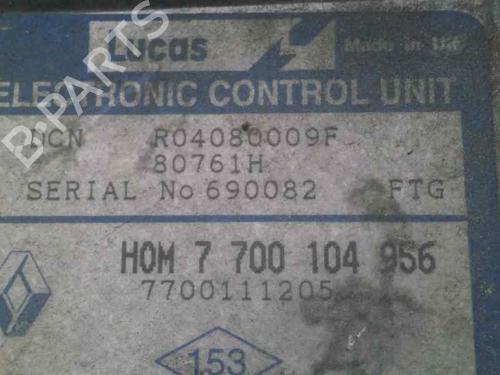 Lucas
Made in UK
ELECTRONIC CONTROL UNIT
DCN R04080009F
80761H
SERIAL No 690082 FTG
HOM 7 700 104 956
7700111205
153
B-PARTS